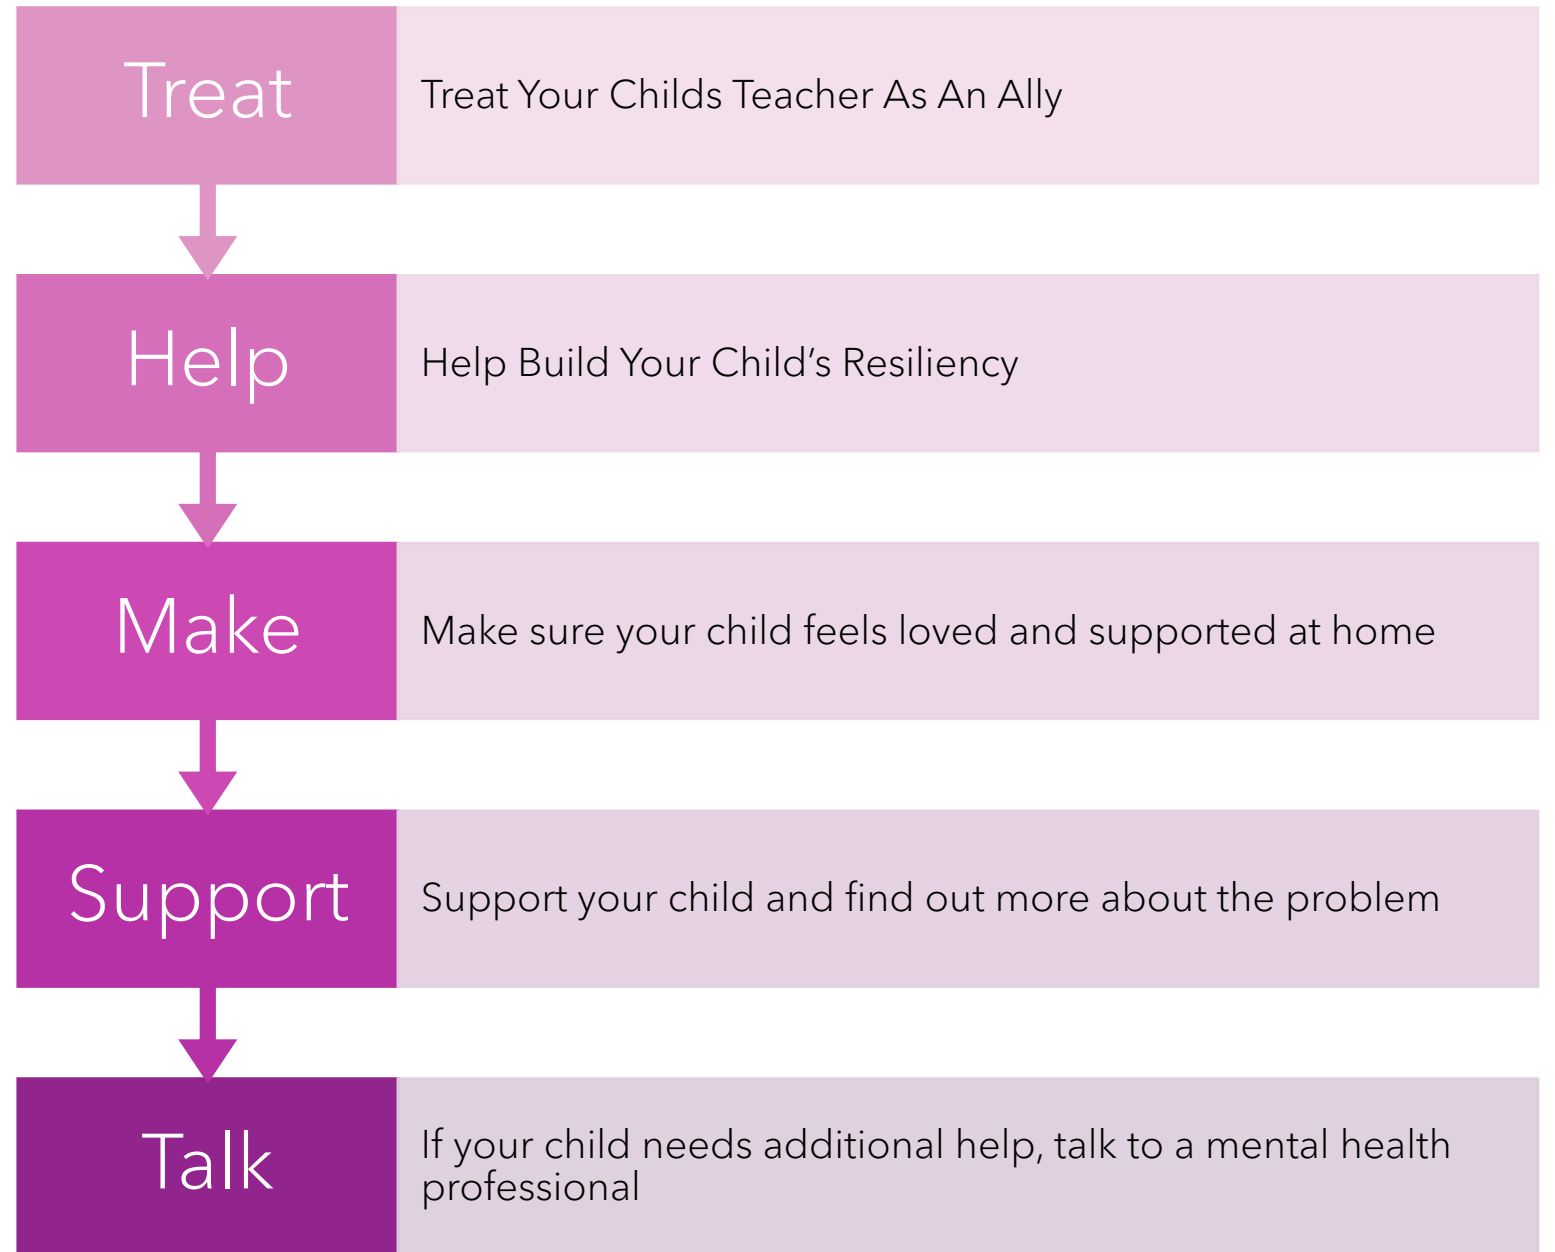 Treat
Treat Your Childs Teacher As An Ally
Help
Help Build Your Child’s Resiliency
Make
Make sure your child feels loved and supported at home
Support
Support your child and find out more about the problem
Talk
If your child needs additional help, talk to a mental health
professional